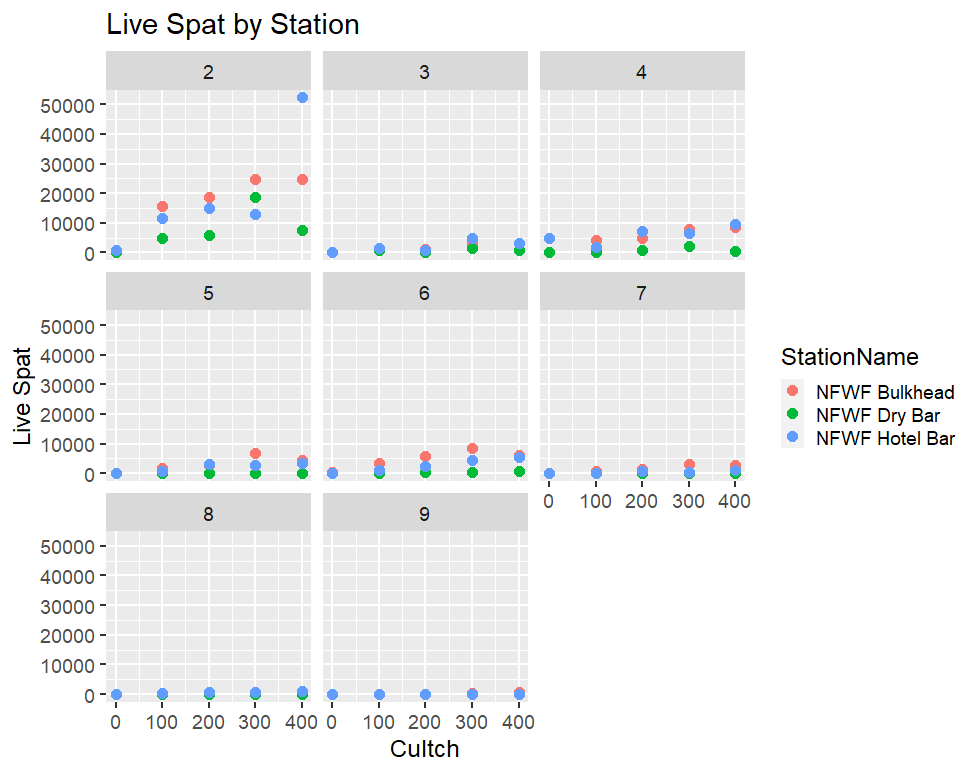 Live Spat by Station
2 3 4
50000
40000
30000
20000
10000
0
5 6 7
50000
40000
30000
20000
10000
0
0 100 200 300 400
8 9
50000
40000
30000
20000
10000
0
0 100 200 300 400 0 100 200 300 400
Cultch
Live Spat
StationName
NFWF Bulkhead
NFWF Dry Bar
NFWF Hotel Bar